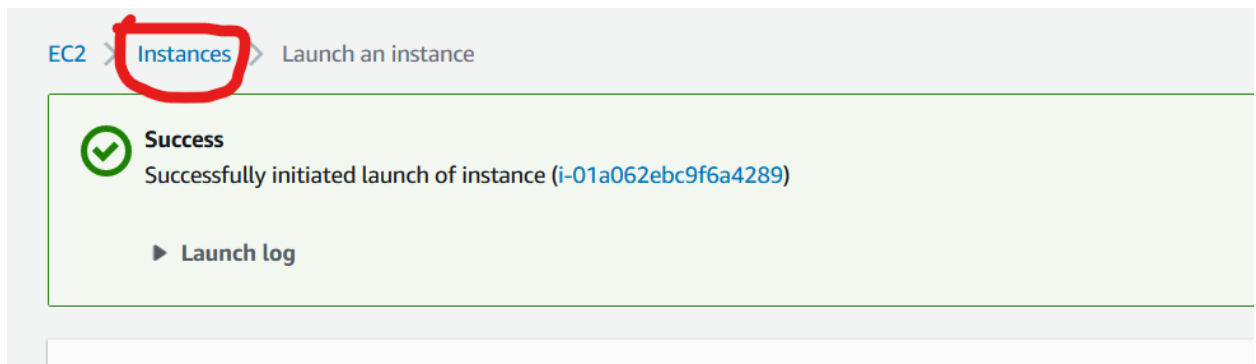 EC2 > Instances > Launch an instance
Success
Successfully initiated launch of instance (i-01a062ebc9f6a4289)
Launch log